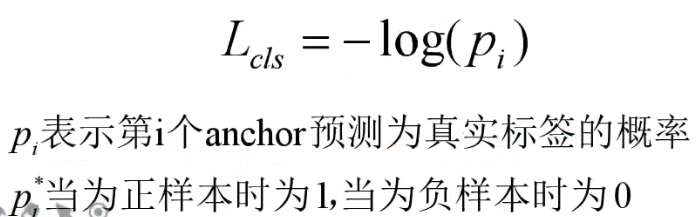 L_cls = −log(p_i)
p_i表示第i个anchor预测为真实标签的概率
p_i*当为正样本时为1,当为负样本时为0